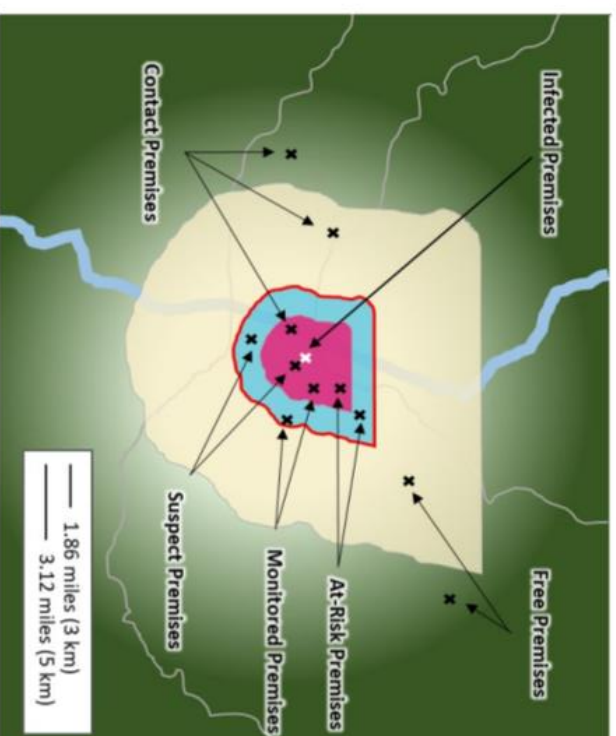 Infected Premises
Contact Premises
Free Premises
At-Risk Premises
Monitored Premises
Suspect Premises
1.86 miles (3 km)
3.12 miles (5 km)